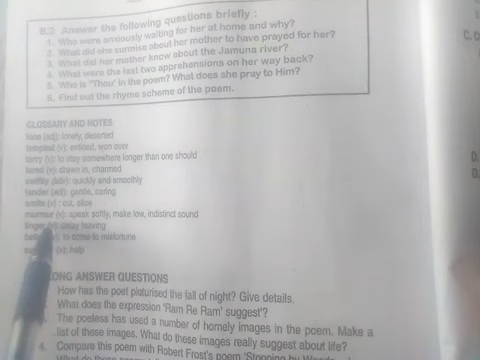 B.2 Answer the following questions briefly :
1. Who were anxiously waiting for her at home and why?
2. What did she surmise about her mother to have prayed for her?
3. What did her mother know about the Jamuna river?
4. What were the last two apprehensions on her way back?
5. Who is "Thou' in the poem? What does she pray to Him?
6. Find out the rhyme scheme of the poem.
GLOSSARY AND NOTES
lone (adj): lonely, deserted
tempted (v): enticed, won over
tarry (v): to stay somewhere longer than one should
lured (v): drawn in, charmed
swiftly (adv): quickly and smoothly
tender (adj): gentle, caring
smite (v) : cut, slice
murmur (v): speak softly, make low, indistinct sound
linger (v): delay leaving
to come to misfortune
(v): help
ONG ANSWER QUESTIONS
How has the poet picturised the fall of night? Give details.
What does the expression 'Ram Re Ram' suggest'?
The poetess has used a number of homely images in the poem. Make a
list of these images. What do these images really suggest about life?
4. Compare this poem with Robert Frost's poem 'Stopping by Woods
C.
D.